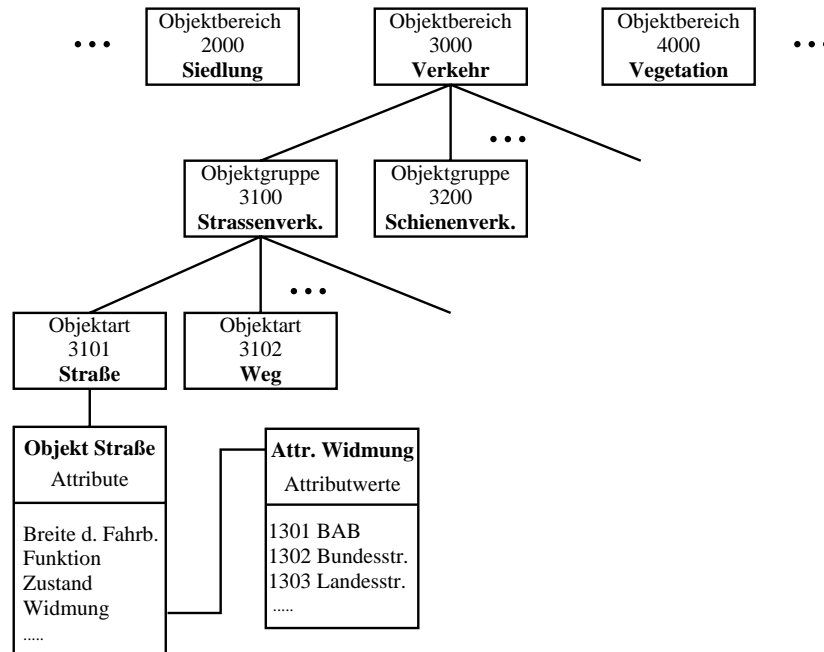 Objektbereich
2000
Siedlung
Objektbereich
3000
Verkehr
Objektbereich
4000
Vegetation
...
...
...
Objektgruppe
3100
Strassenverk.
Objektgruppe
3200
Schienenverk.
...
Objektart
3101
Straße
Objektart
3102
Weg
Objekt Straße
Attribute
Breite d. Fahrb.
Funktion
Zustand
Widmung
.....
Attr. Widmung
Attributwerte
1301 BAB
1302 Bundesstr.
1303 Landesstr.
.....